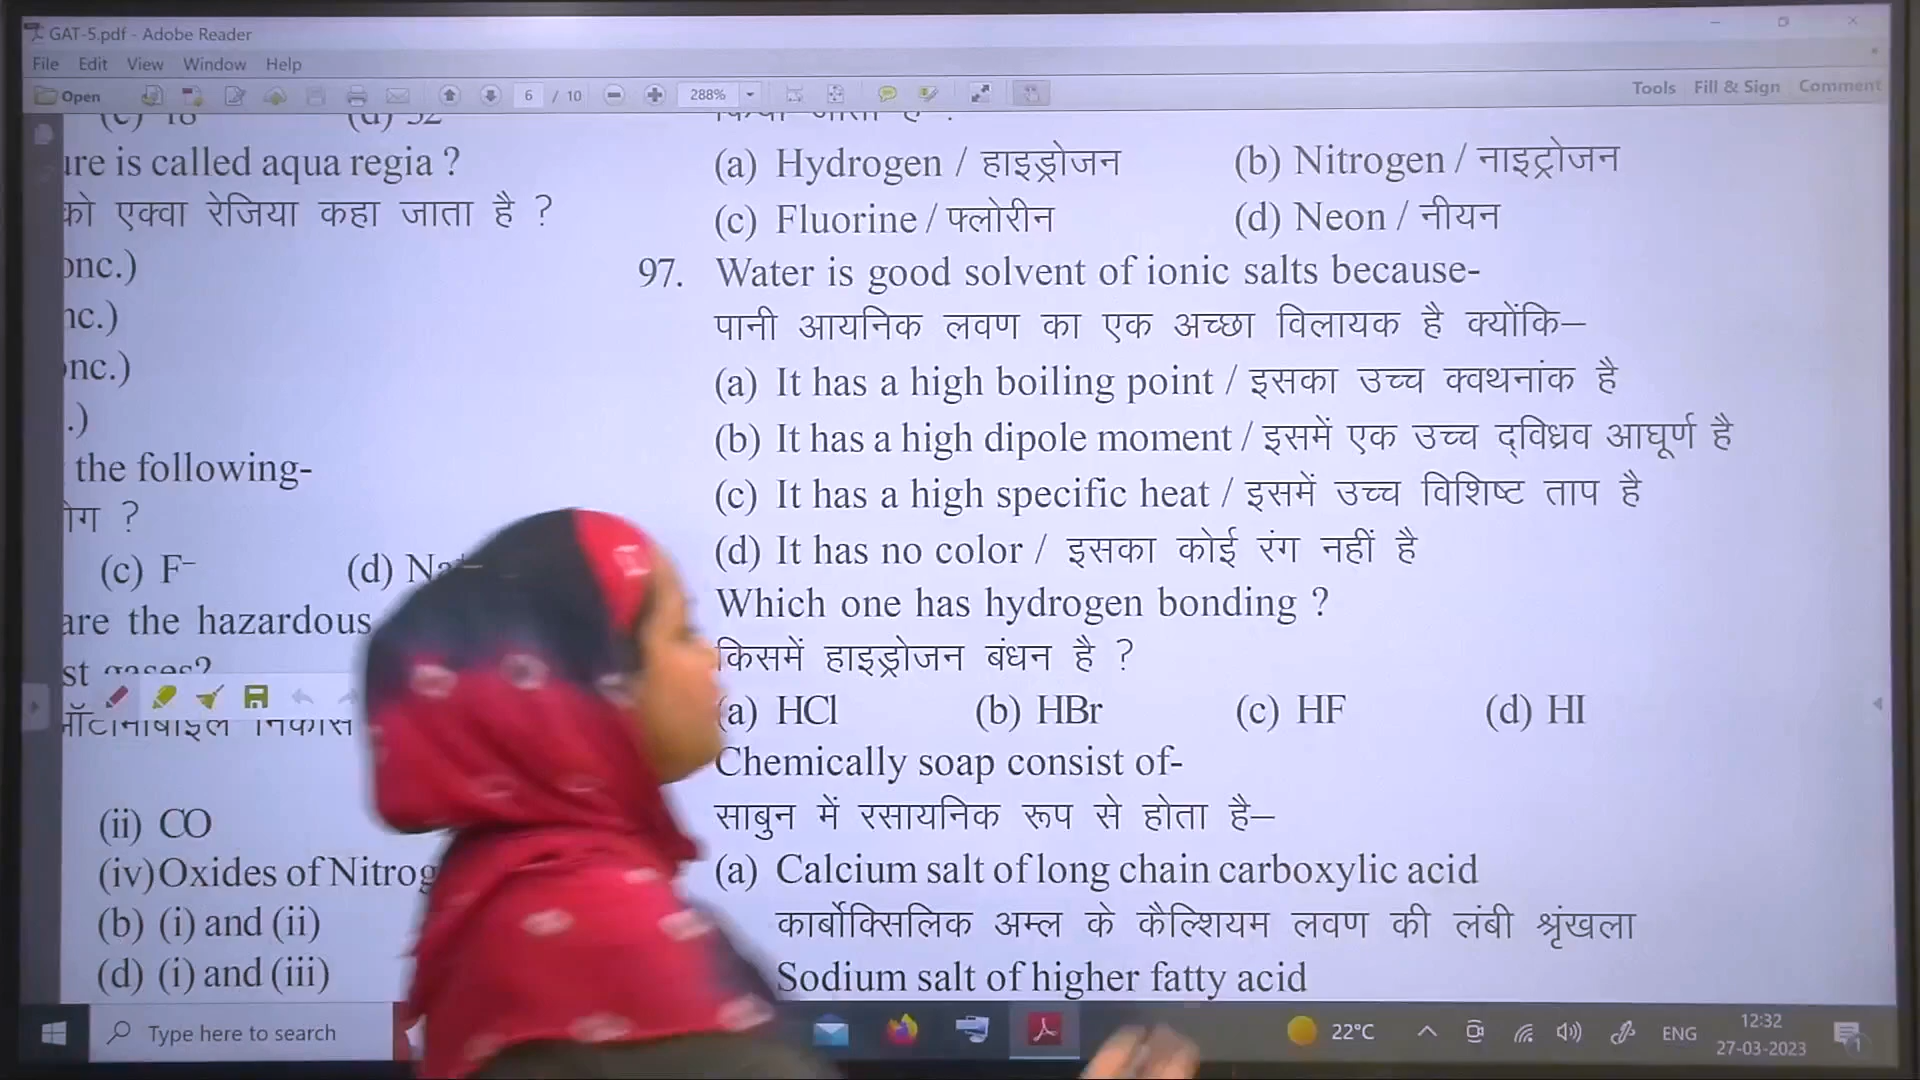 GAT-5.pdf - Adobe Reader
File Edit View Window Help
Open 6 / 10 288% Tools Fill & Sign Comment
(c) 18 (d) 32
ure is called aqua regia ?
को एक्वा रेजिया कहा जाता है ?
onc.)
nc.)
onc.)
.)
the following-
(c) F⁻ (d)
are the hazardous
st gases?
ऑटोमोबाइल निकास
(ii) CO
(iv) Oxides of Nitrog
(b) (i) and (ii)
(d) (i) and (iii)
किया जाता है ?
(a) Hydrogen / हाइड्रोजन (b) Nitrogen / नाइट्रोजन
(c) Fluorine / फ्लोरीन (d) Neon / नीयन
97. Water is good solvent of ionic salts because-
पानी आयनिक लवण का एक अच्छा विलायक है क्योंकि–
(a) It has a high boiling point / इसका उच्च क्वथनांक है
(b) It has a high dipole moment / इसमें एक उच्च द्विध्रुव आघूर्ण है
(c) It has a high specific heat / इसमें उच्च विशिष्ट ताप है
(d) It has no color / इसका कोई रंग नहीं है
Which one has hydrogen bonding ?
किसमें हाइड्रोजन बंधन है ?
(a) HCl (b) HBr (c) HF (d) HI
Chemically soap consist of-
साबुन में रसायनिक रूप से होता है–
(a) Calcium salt of long chain carboxylic acid
कार्बोक्सिलिक अम्ल के कैल्शियम लवण की लंबी श्रृंखला
Sodium salt of higher fatty acid
Type here to search 22°C ENG 12:32
27-03-2023
1